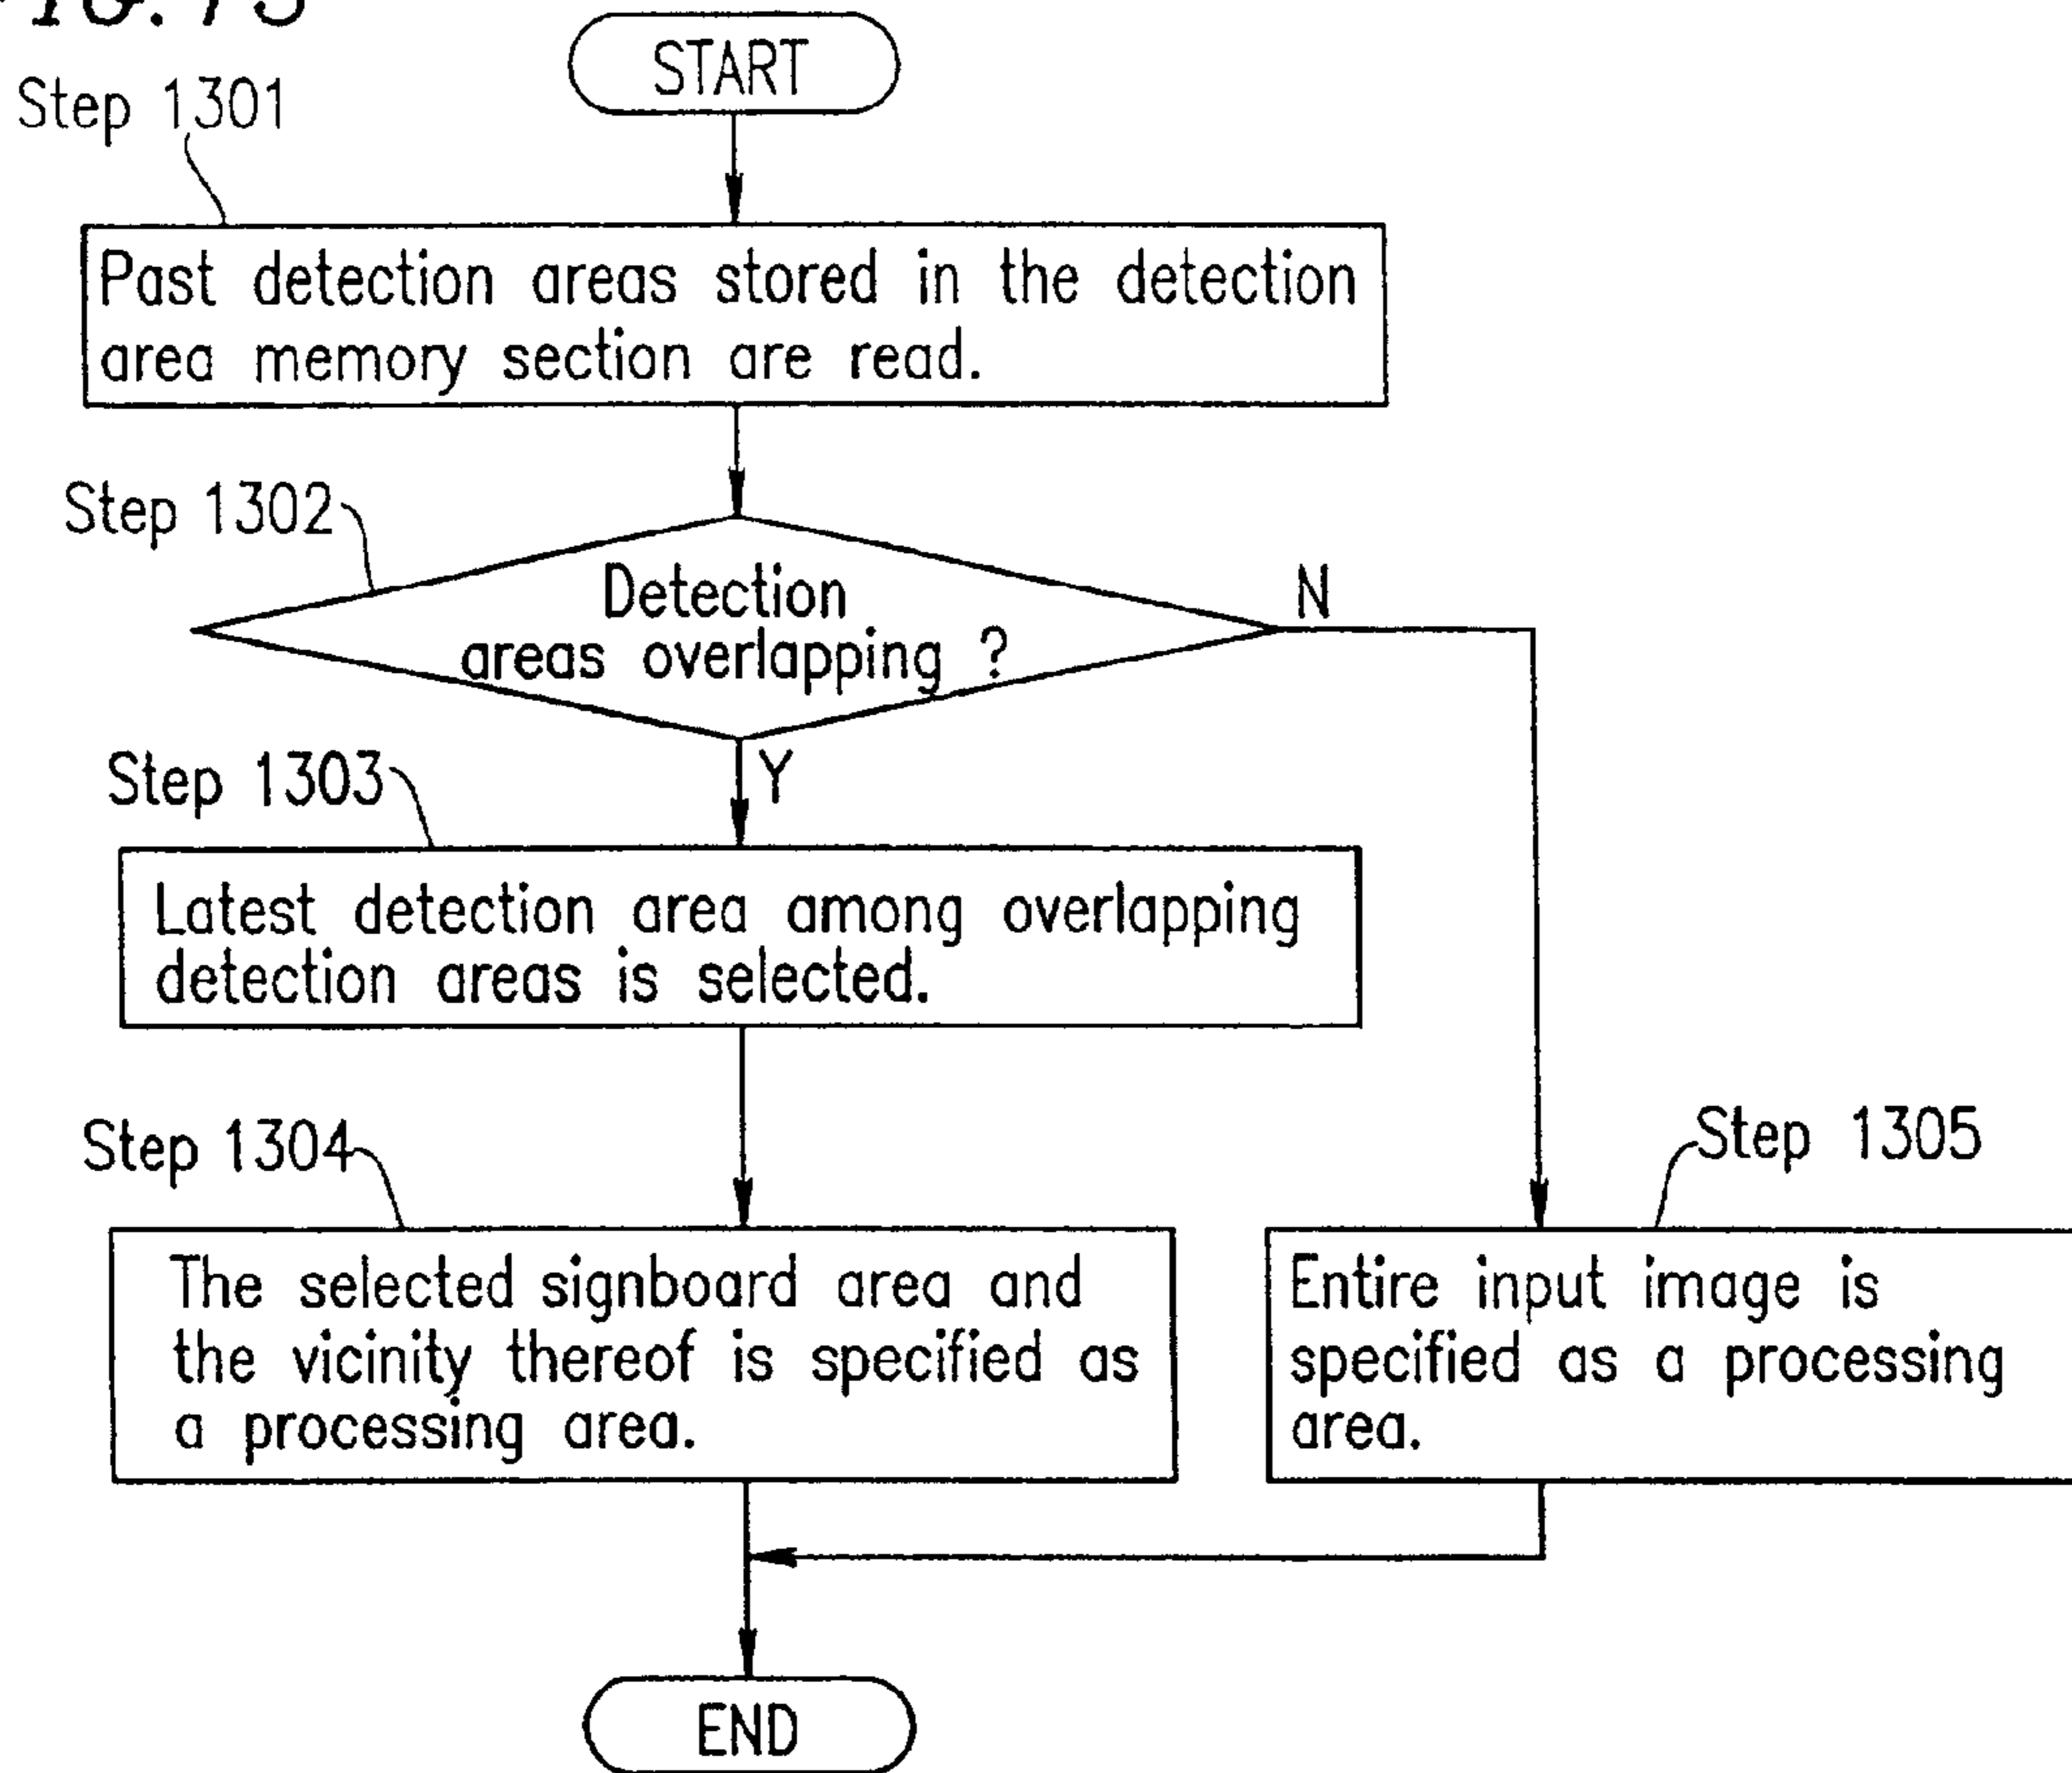 FIG. 13
START
Step 1301
Past detection areas stored in the detection
area memory section are read.
Step 1302
Detection
areas overlapping ?
N
Y
Step 1303
Latest detection area among overlapping
detection areas is selected.
Step 1304
The selected signboard area and
the vicinity thereof is specified as
a processing area.
Step 1305
Entire input image is
specified as a processing
area.
END